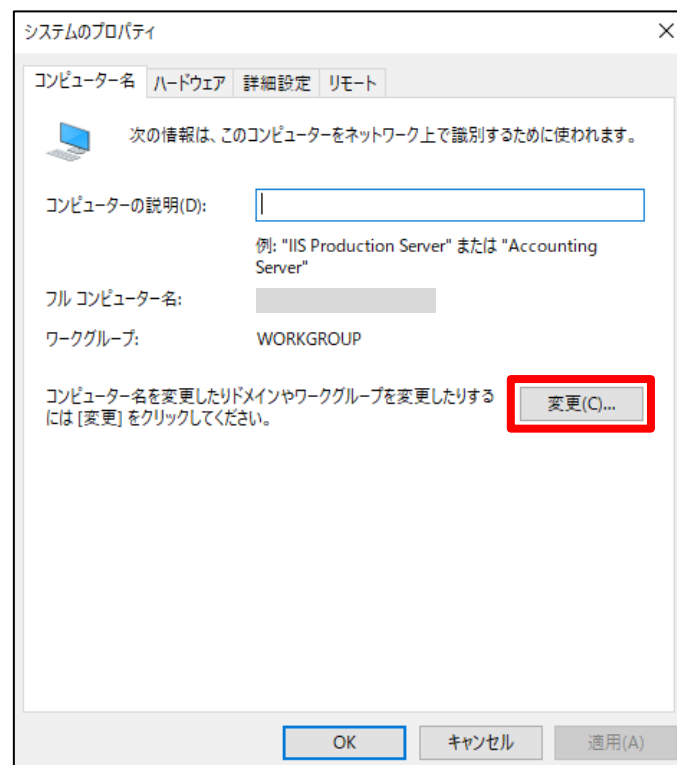 システムのプロパティ
コンピューター名 ハードウェア 詳細設定 リモート
次の情報は、このコンピューターをネットワーク上で識別するために使われます。
コンピューターの説明(D):
例: "IIS Production Server" または "Accounting
Server"
フル コンピューター名:
ワークグループ: WORKGROUP
コンピューター名を変更したりドメインやワークグループを変更したりする
には [変更] をクリックしてください。
変更(C)...
OK キャンセル 適用(A)